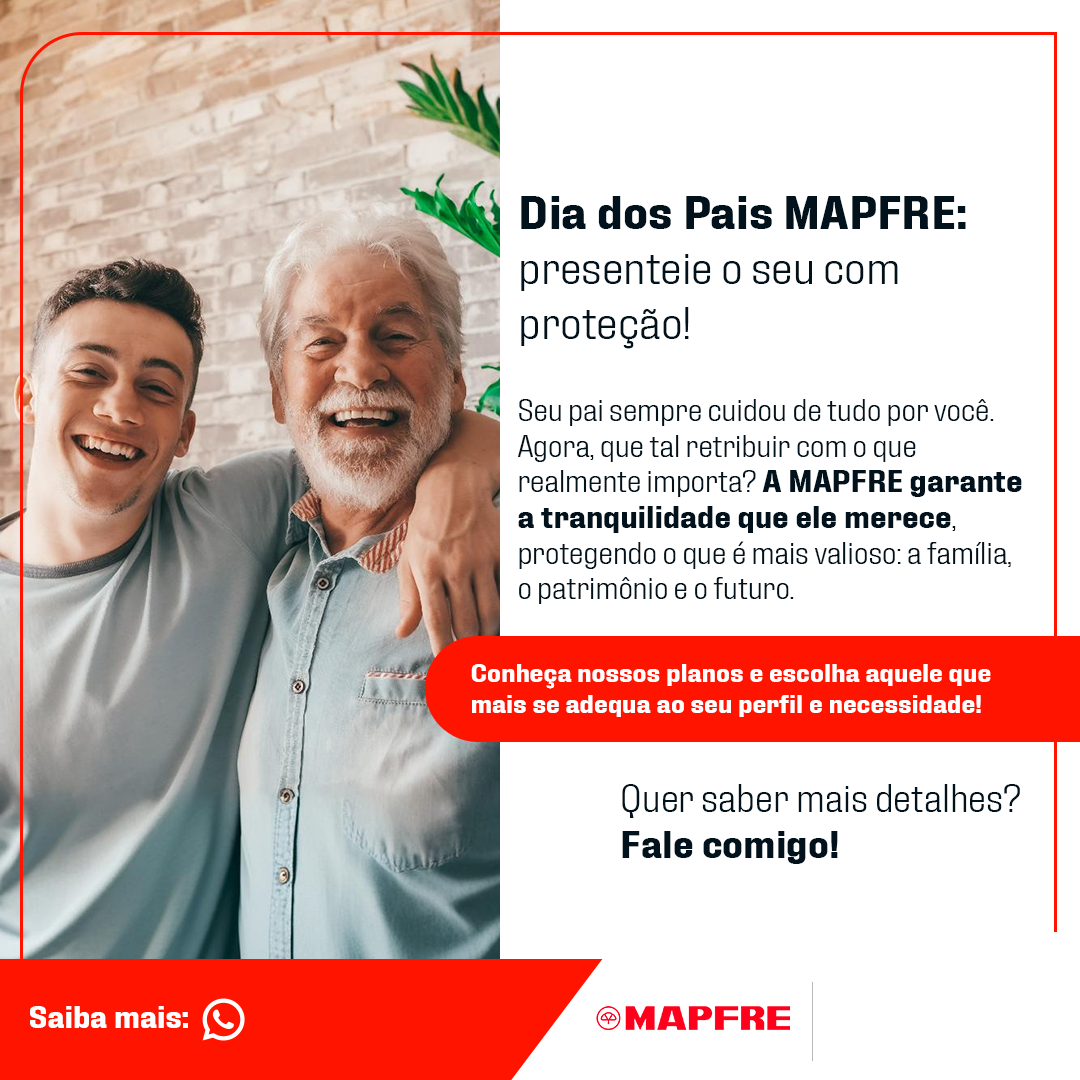 Dia dos Pais MAPFRE:
presenteie o seu com
proteção!
Seu pai sempre cuidou de tudo por você.
Agora, que tal retribuir com o que
realmente importa? A MAPFRE garante
a tranquilidade que ele merece,
protegendo o que é mais valioso: a família,
o patrimônio e o futuro.
Conheça nossos planos e escolha aquele que
mais se adequa ao seu perfil e necessidade!
Quer saber mais detalhes?
Fale comigo!
Saiba mais:
MAPFRE